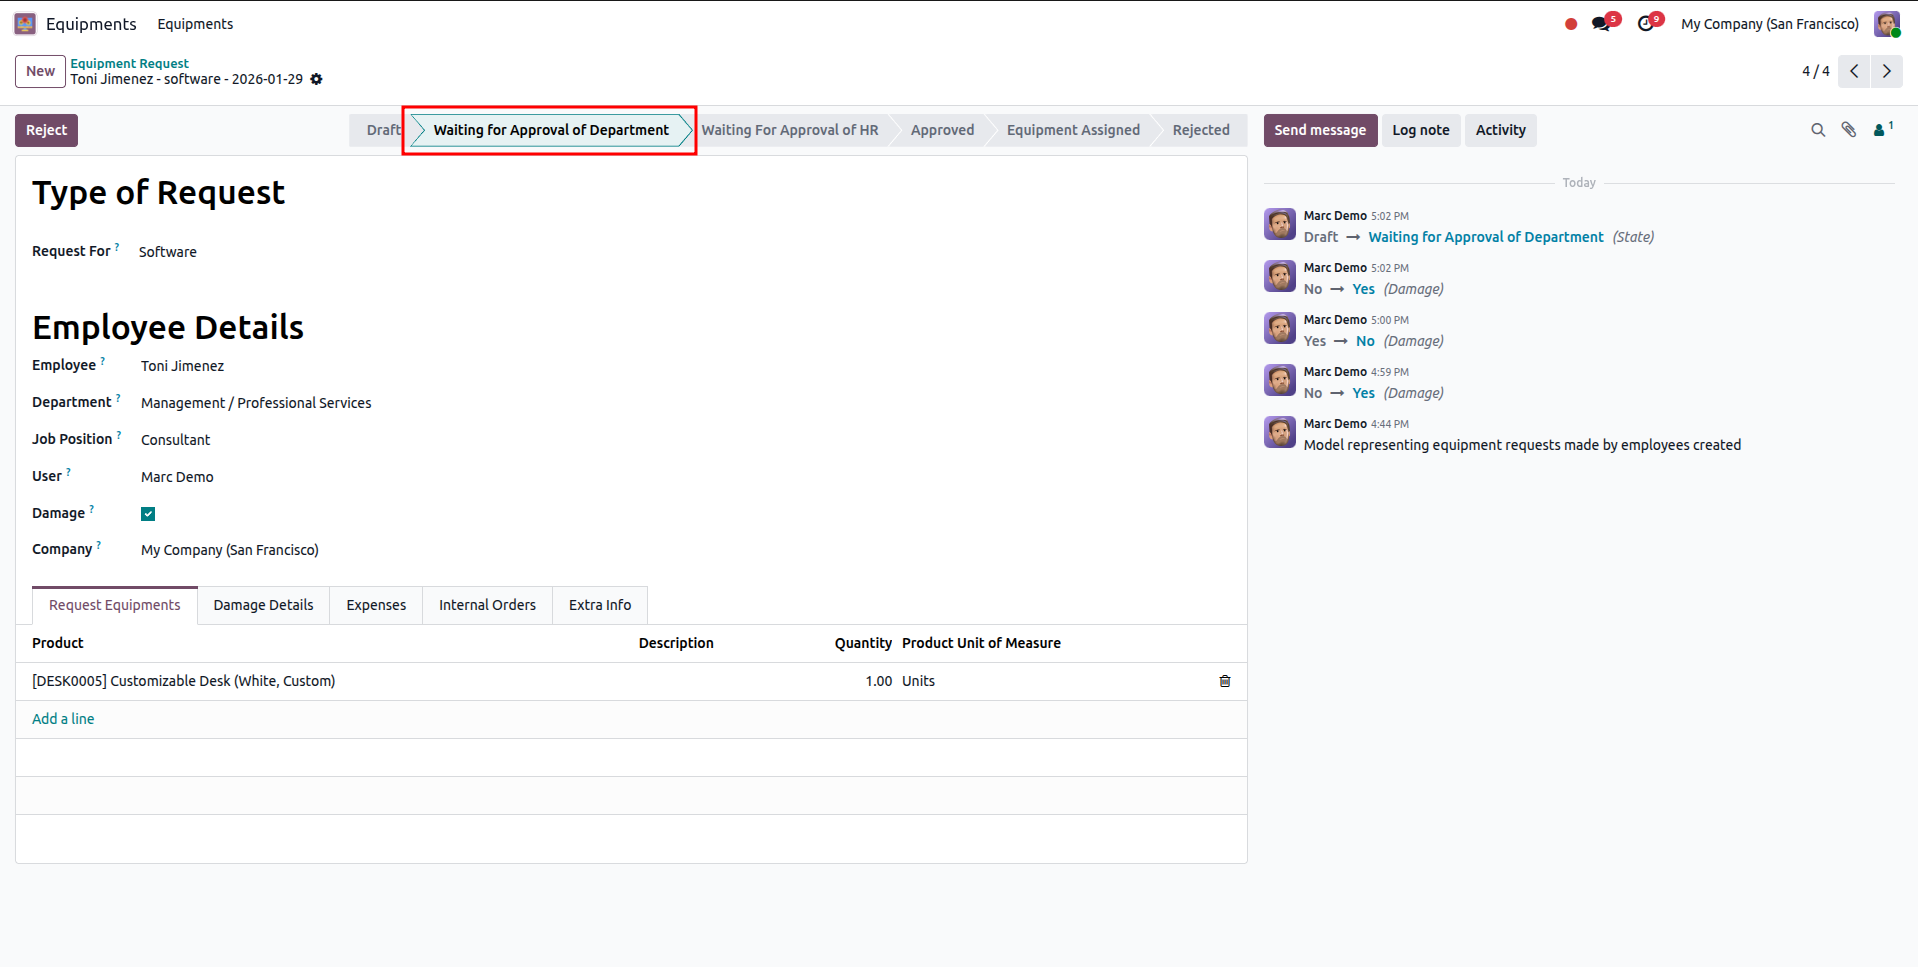 Equipments Equipments 5 9 My Company (San Francisco)
New Equipment Request
Toni Jimenez - software - 2026-01-29
4 / 4
Reject Draft Waiting for Approval of Department Waiting For Approval of HR Approved Equipment Assigned Rejected
Type of Request
Request For ? Software
Employee Details
Employee ? Toni Jimenez
Department ? Management / Professional Services
Job Position ? Consultant
User ? Marc Demo
Damage ?
Company ? My Company (San Francisco)
Request Equipments Damage Details Expenses Internal Orders Extra Info
Product Description Quantity Product Unit of Measure
[DESK0005] Customizable Desk (White, Custom) 1.00 Units
Add a line
Send message Log note Activity 1
Today
Marc Demo 5:02 PM
Draft → Waiting for Approval of Department (State)
Marc Demo 5:02 PM
No → Yes (Damage)
Marc Demo 5:00 PM
Yes → No (Damage)
Marc Demo 4:59 PM
No → Yes (Damage)
Marc Demo 4:44 PM
Model representing equipment requests made by employees created